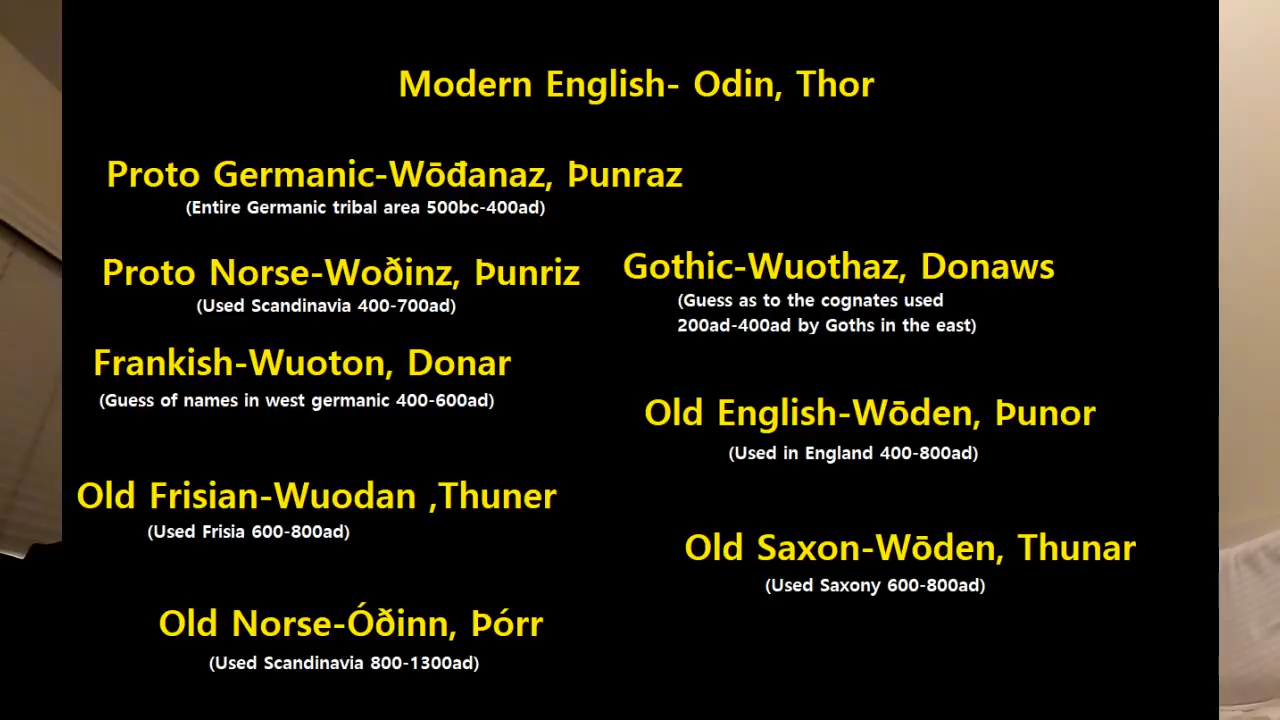 Modern English- Odin, Thor
Proto Germanic-Wōđanaz, Þunraz
(Entire Germanic tribal area 500bc-400ad)
Proto Norse-Woðinz, Þunriz
(Used Scandinavia 400-700ad)
Gothic-Wuothaz, Donaws
(Guess as to the cognates used
200ad-400ad by Goths in the east)
Frankish-Wuoton, Donar
(Guess of names in west germanic 400-600ad)
Old English-Wōden, Þunor
(Used in England 400-800ad)
Old Frisian-Wuodan ,Thuner
(Used Frisia 600-800ad)
Old Saxon-Wōden, Thunar
(Used Saxony 600-800ad)
Old Norse-Óðinn, Þórr
(Used Scandinavia 800-1300ad)